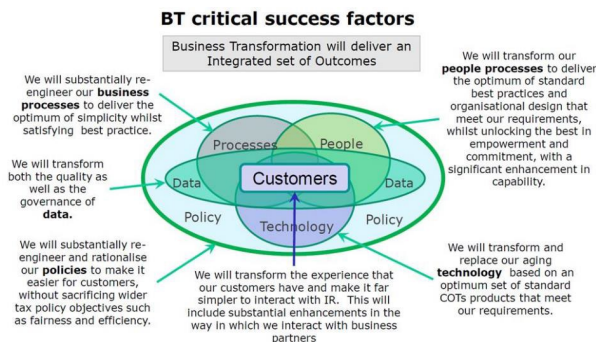 BT critical success factors
Business Transformation will deliver an
Integrated set of Outcomes
We will substantially re-
engineer our business
processes to deliver the
optimum of simplicity whilst
satisfying best practice.
We will transform our
people processes to deliver
the optimum of standard
best practices and
organisational design that
meet our requirements,
whilst unlocking the best in
empowerment and
commitment, with a
significant enhancement in
capability.
Processes
People
We will transform
both the quality as
well as the
governance of
data.
Data
Customers
Data
Policy
Technology
Policy
We will substantially re-
engineer and rationalise
our policies to make it
easier for customers,
without sacrificing wider
tax policy objectives such
as fairness and efficiency.
We will transform the experience that
our customers have and make it far
simpler to interact with IR. This will
include substantial enhancements in the
way in which we interact with business
partners
We will transform and
replace our aging
technology based on an
optimum set of standard
COTs products that meet
our requirements.